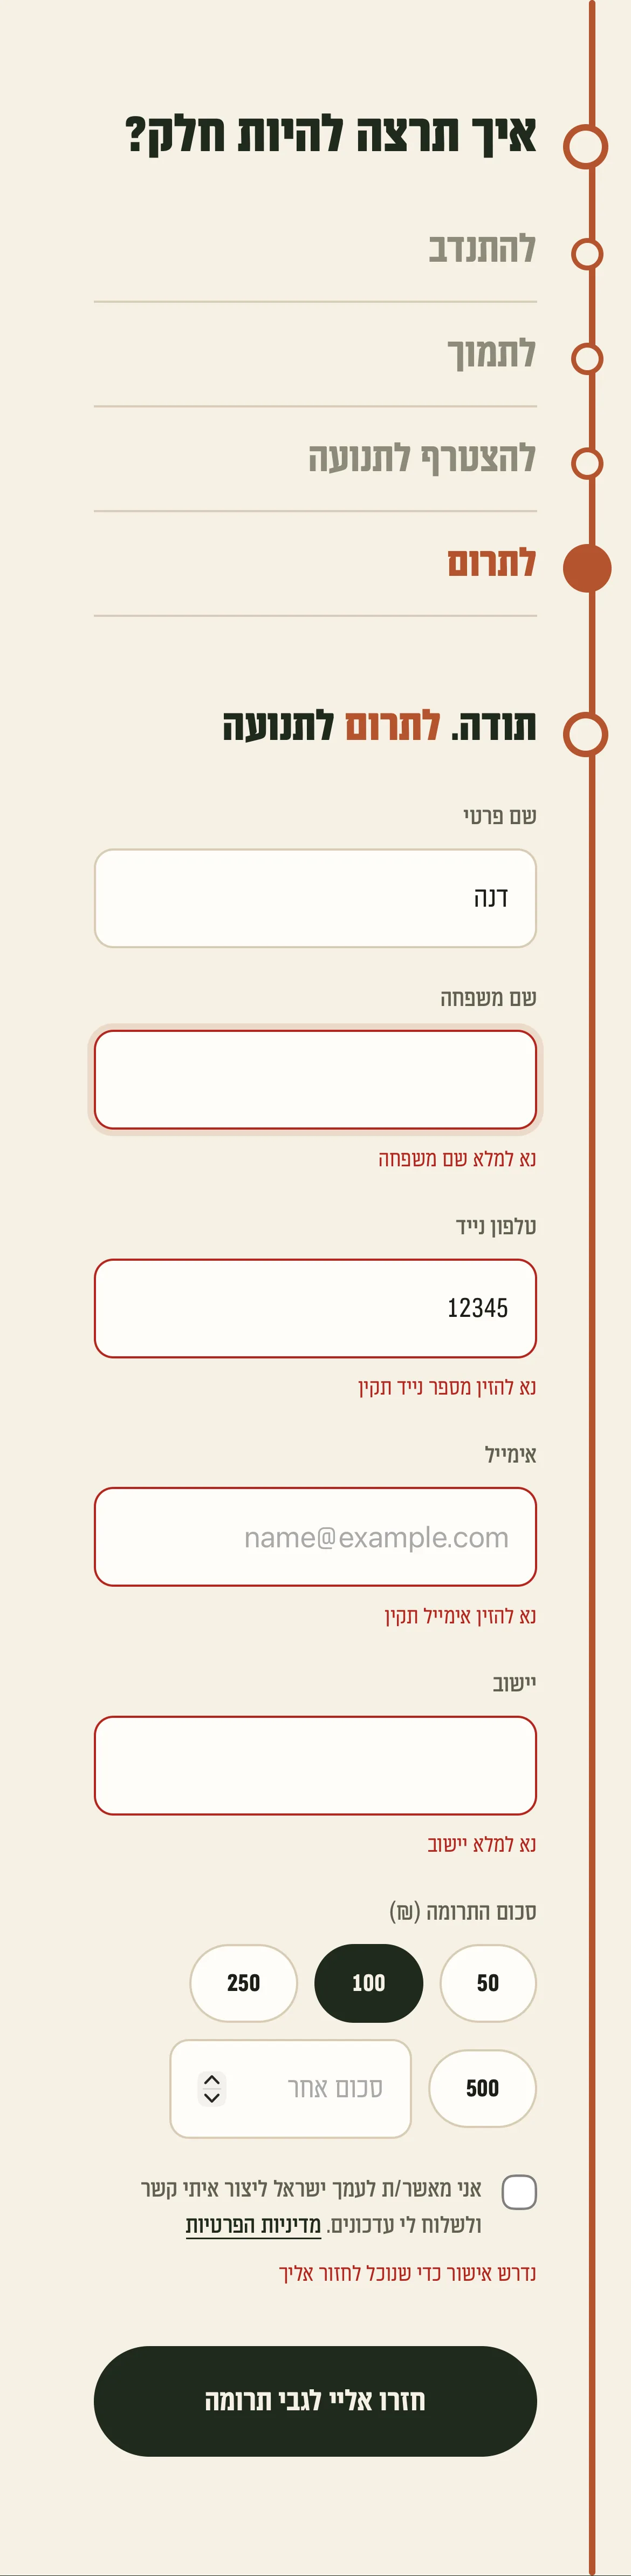 איך תרצה להיות חלק?
להתנדב
לתמוך
להצטרף לתנועה
לתרום
תודה. לתרום לתנועה
שם פרטי
דנה
שם משפחה
נא למלא שם משפחה
טלפון נייד
12345
נא להזין מספר נייד תקין
אימייל
name@example.com
נא להזין אימייל תקין
יישוב
נא למלא יישוב
סכום התרומה (₪)
50
100
250
500
סכום אחר
אני מאשר/ת לעמך ישראל ליצור איתי קשר
ולשלוח לי עדכונים. מדיניות הפרטיות
נדרש אישור כדי שנוכל לחזור אליך
חזרו אליי לגבי תרומה